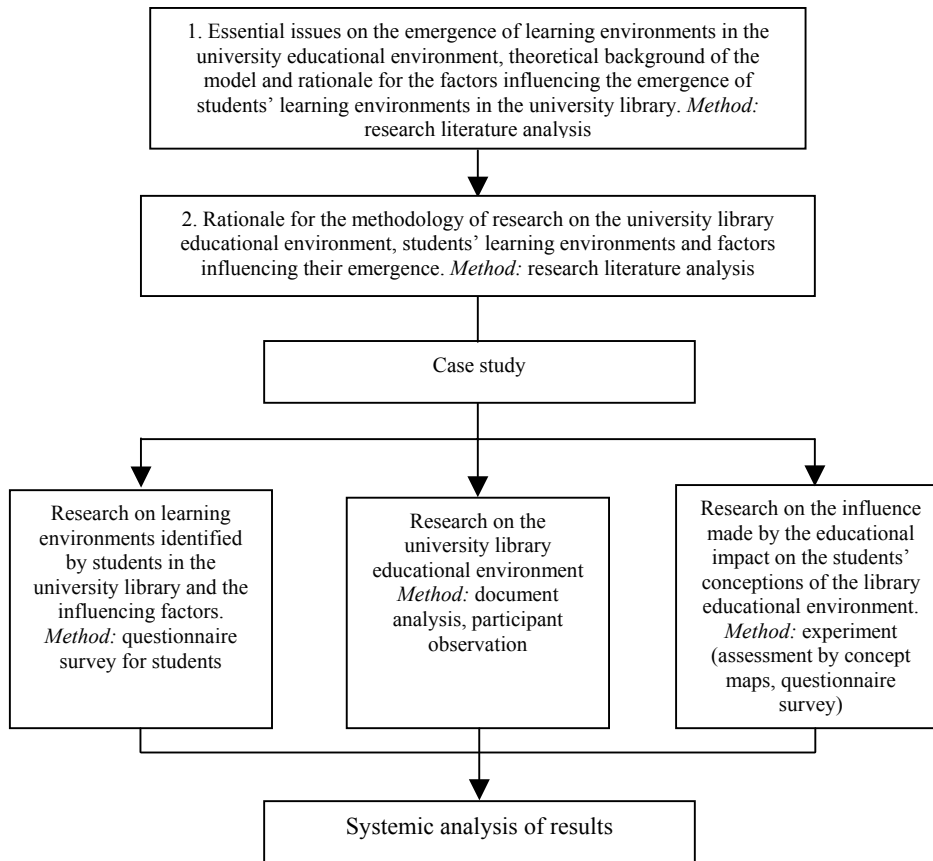 1. Essential issues on the emergence of learning environments in the
university educational environment, theoretical background of the
model and rationale for the factors influencing the emergence of
students’ learning environments in the university library. Method:
research literature analysis
2. Rationale for the methodology of research on the university library
educational environment, students’ learning environments and factors
influencing their emergence. Method: research literature analysis
Case study
Research on learning
environments identified
by students in the
university library and the
influencing factors.
Method: questionnaire
survey for students
Research on the
university library
educational environment
Method: document
analysis, participant
observation
Research on the influence
made by the educational
impact on the students’
conceptions of the library
educational environment.
Method: experiment
(assessment by concept
maps, questionnaire
survey)
Systemic analysis of results